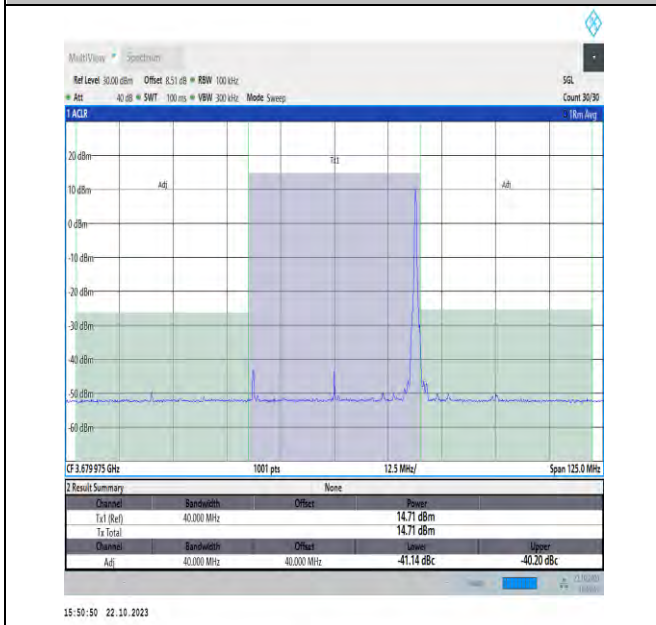 MultiView Spectrum
Ref Level 30.00 dBm Offset 8.51 dB RBW 100 kHz SGL
Att 40 dB SWT 100 ms VBW 300 kHz Mode Sweep Count 30/30
1 ACLR 1Rm Avg
Tx1
20 dBm
Adj Adj
10 dBm
0 dBm
-10 dBm
-20 dBm
-30 dBm
-40 dBm
-50 dBm
-60 dBm
CF 3.679 975 GHz 1001 pts 12.5 MHz/ Span 125.0 MHz
2 Result Summary None
Channel Bandwidth Offset Power
Tx1 (Ref) 40.000 MHz 14.71 dBm
Tx Total 14.71 dBm
Channel Bandwidth Offset Lower Upper
Adj 40.000 MHz 40.000 MHz -41.14 dBc -40.20 dBc
15:50:50 22.10.2023